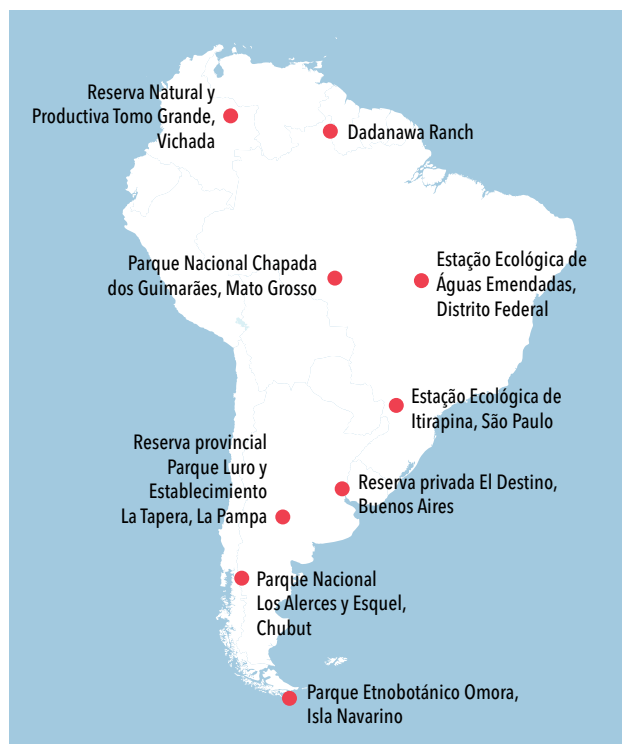 Reserva Natural y
Productiva Tomo Grande,
Vichada
Dadanawa Ranch
Parque Nacional Chapada
dos Guimarães, Mato Grosso
Estação Ecológica de
Águas Emendadas,
Distrito Federal
Estação Ecológica de
Itirapina, São Paulo
Reserva provincial
Parque Luro y
Establecimiento
La Tapera, La Pampa
Reserva privada El Destino,
Buenos Aires
Parque Nacional
Los Alerces y Esquel,
Chubut
Parque Etnobotánico Omora,
Isla Navarino